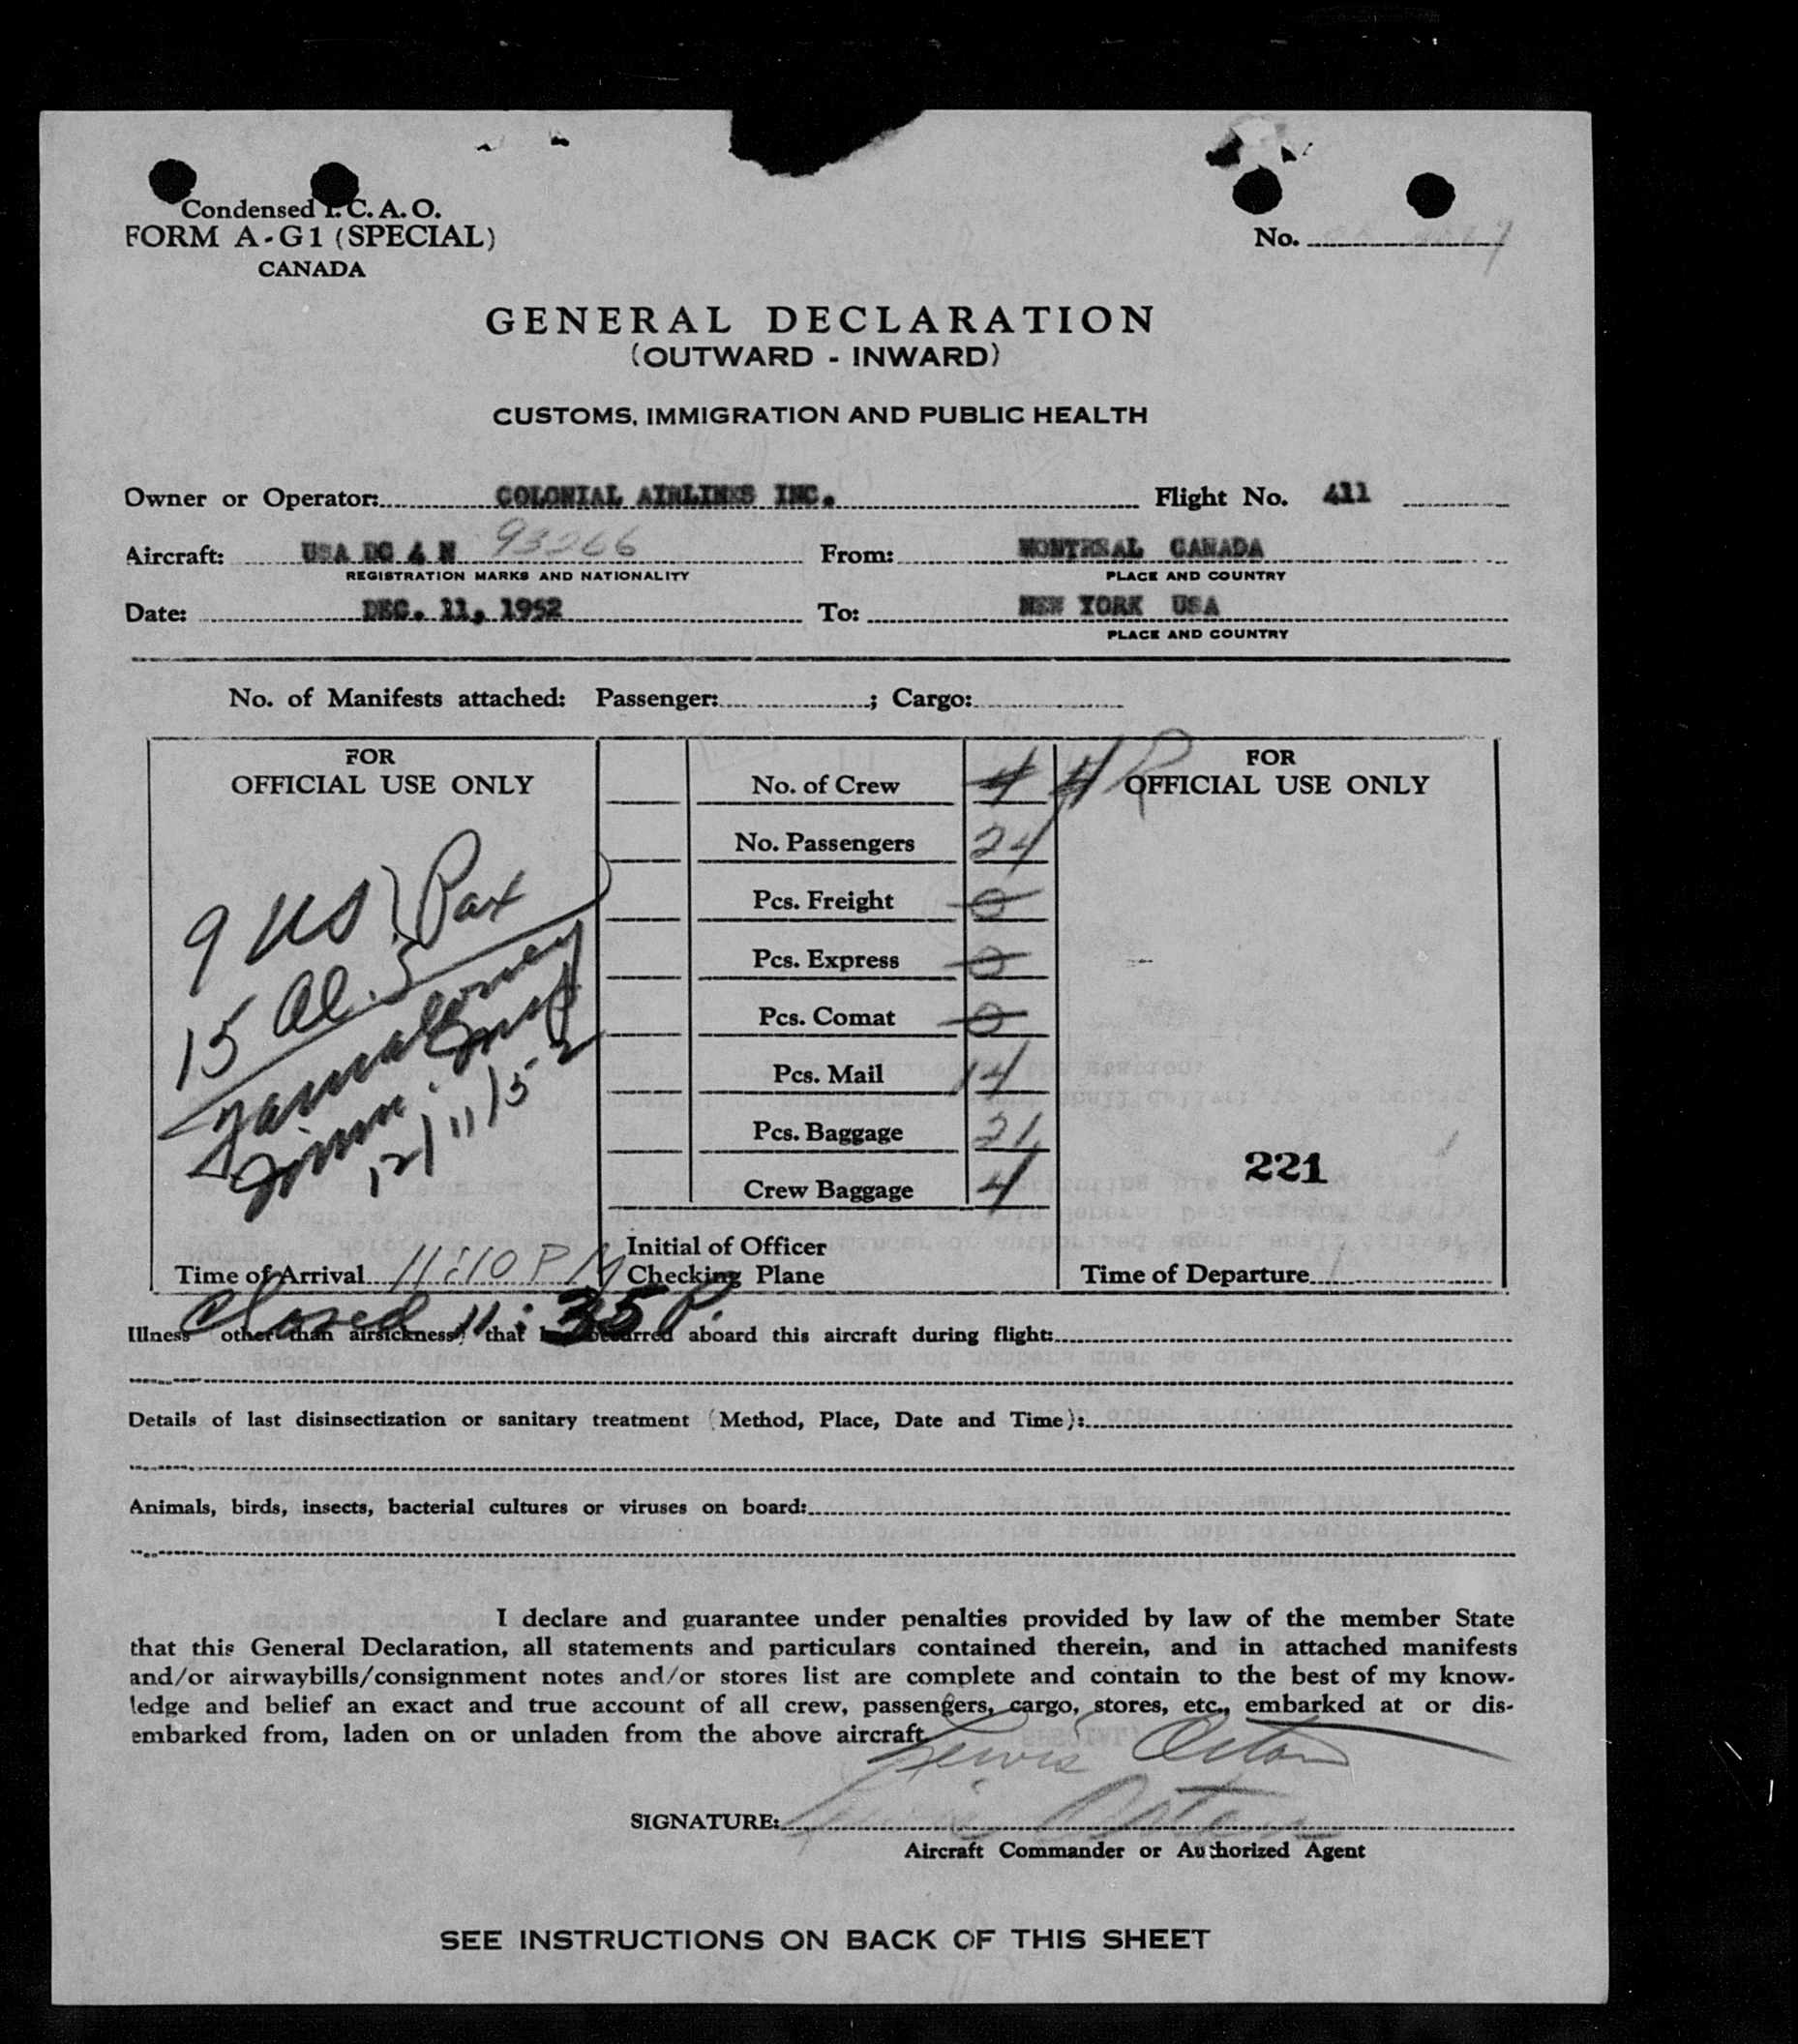 Condensed I. C. A. O.
FORM A-G1 (SPECIAL)
CANADA
No.
GENERAL DECLARATION
(OUTWARD - INWARD)
CUSTOMS, IMMIGRATION AND PUBLIC HEALTH
Owner or Operator: COLONIAL AIRLINES INC. Flight No. 411
Aircraft: USA DC 4 N 93266 From: MONTREAL CANADA
REGISTRATION MARKS AND NATIONALITY PLACE AND COUNTRY
Date: DEC. 11, 1952 To: NEW YORK USA
PLACE AND COUNTRY
No. of Manifests attached: Passenger: ; Cargo:
FOR
OFFICIAL USE ONLY
9 US } Pax
15 Al.
12/11/52
Time of Arrival 11:10 PM
Closed 11:35 P.
No. of Crew 4 4 R
No. Passengers 24
Pcs. Freight 0
Pcs. Express 0
Pcs. Comat 0
Pcs. Mail 14
Pcs. Baggage 21
Crew Baggage 4
Initial of Officer
Checking Plane
FOR
OFFICIAL USE ONLY
221
Time of Departure
Illness other than airsickness, that occurred aboard this aircraft during flight:
Details of last disinsectization or sanitary treatment (Method, Place, Date and Time):
Animals, birds, insects, bacterial cultures or viruses on board:
I declare and guarantee under penalties provided by law of the member State
that this General Declaration, all statements and particulars contained therein, and in attached manifests
and/or airwaybills/consignment notes and/or stores list are complete and contain to the best of my know-
ledge and belief an exact and true account of all crew, passengers, cargo, stores, etc., embarked at or dis-
embarked from, laden on or unladen from the above aircraft
Lewis
SIGNATURE:
Aircraft Commander or Authorized Agent
SEE INSTRUCTIONS ON BACK OF THIS SHEET